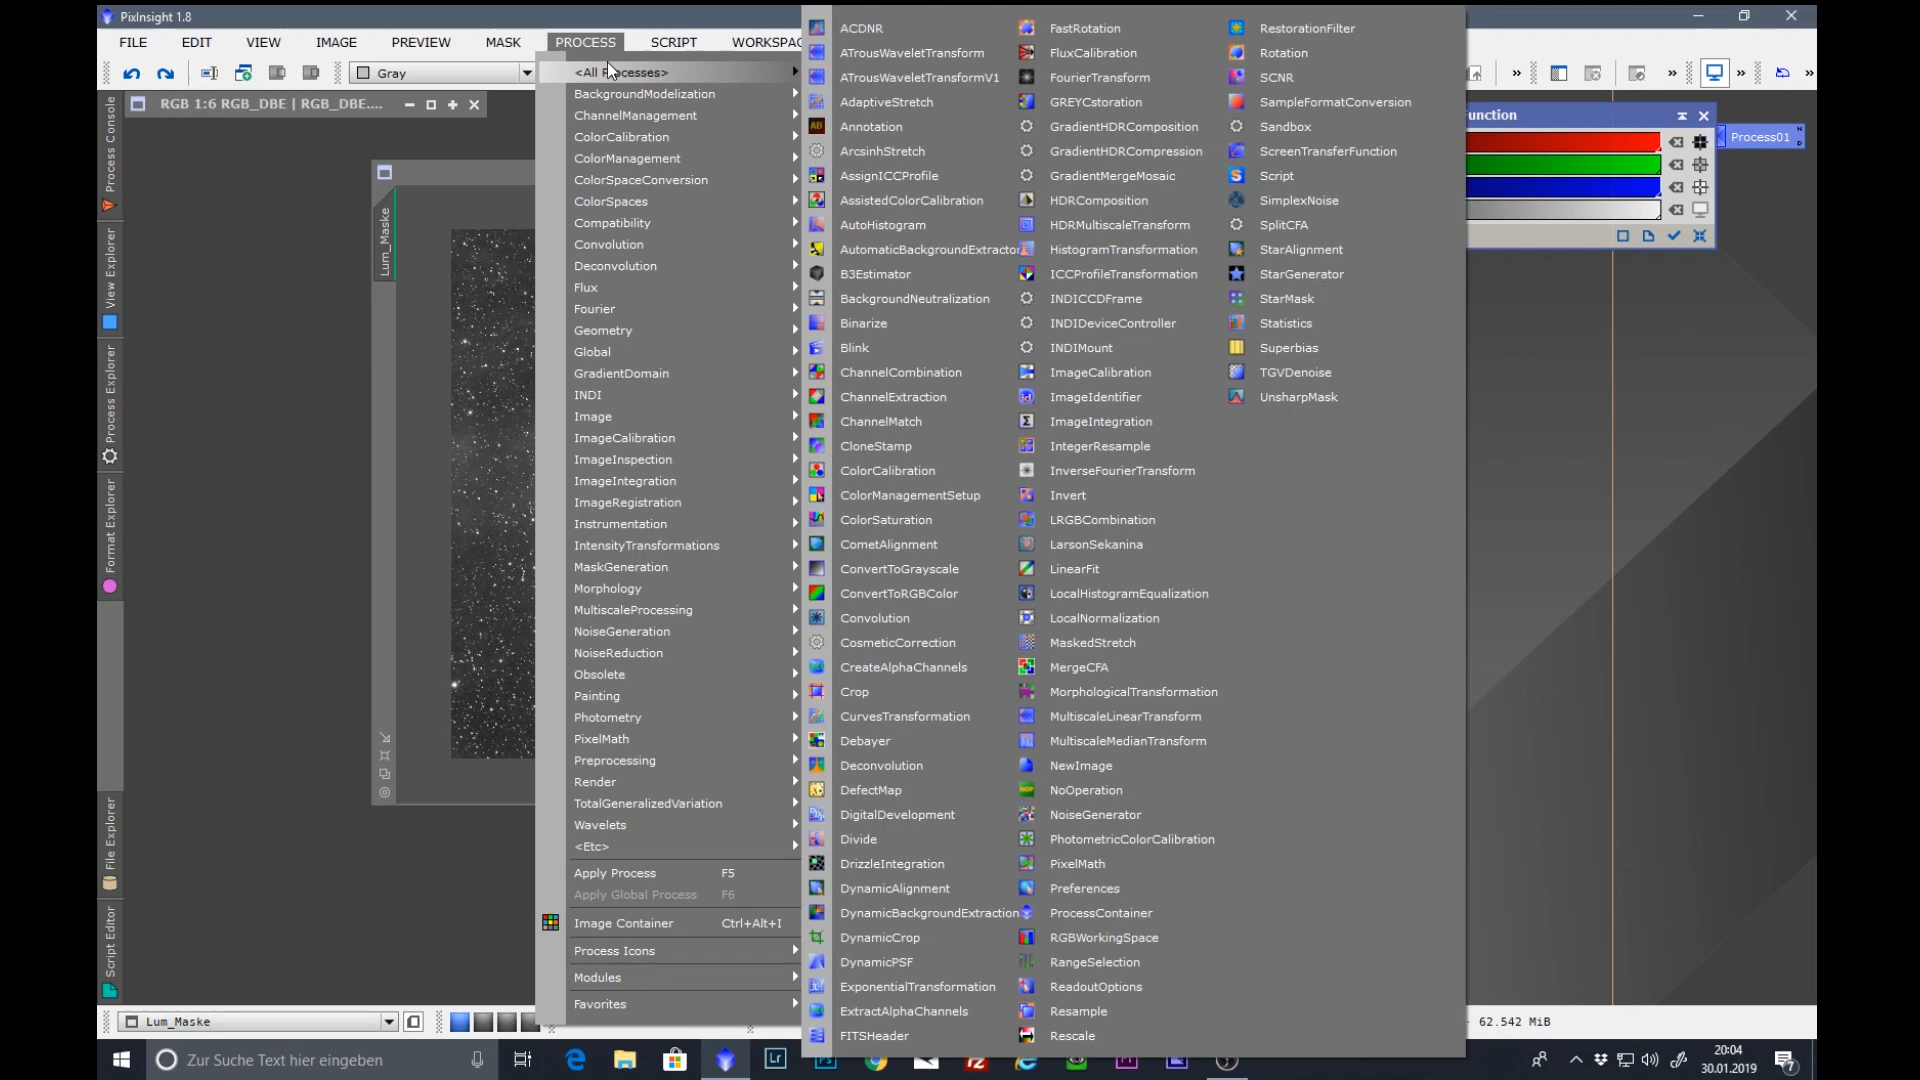 PixInsight 1.8
FILE EDIT VIEW IMAGE PREVIEW MASK PROCESS SCRIPT WORKSPAC
Gray
RGB 1:6 RGB_DBE | RGB_DBE....
Process Console
View Explorer
Process Explorer
Format Explorer
File Explorer
Script Editor
Lum_Maske
<All Processes>
BackgroundModelization
ChannelManagement
ColorCalibration
ColorManagement
ColorSpaceConversion
ColorSpaces
Compatibility
Convolution
Deconvolution
Flux
Fourier
Geometry
Global
GradientDomain
INDI
Image
ImageCalibration
ImageInspection
ImageIntegration
ImageRegistration
Instrumentation
IntensityTransformations
MaskGeneration
Morphology
MultiscaleProcessing
NoiseGeneration
NoiseReduction
Obsolete
Painting
Photometry
PixelMath
Preprocessing
Render
TotalGeneralizedVariation
Wavelets
<Etc>
Apply Process F5
Apply Global Process F6
Image Container Ctrl+Alt+I
Process Icons
Modules
Favorites
ACDNR
ATrousWaveletTransform
ATrousWaveletTransformV1
AdaptiveStretch
Annotation
ArcsinhStretch
AssignICCProfile
AssistedColorCalibration
AutoHistogram
AutomaticBackgroundExtractor
B3Estimator
BackgroundNeutralization
Binarize
Blink
ChannelCombination
ChannelExtraction
ChannelMatch
CloneStamp
ColorCalibration
ColorManagementSetup
ColorSaturation
CometAlignment
ConvertToGrayscale
ConvertToRGBColor
Convolution
CosmeticCorrection
CreateAlphaChannels
Crop
CurvesTransformation
Debayer
Deconvolution
DefectMap
DigitalDevelopment
Divide
DrizzleIntegration
DynamicAlignment
DynamicBackgroundExtraction
DynamicCrop
DynamicPSF
ExponentialTransformation
ExtractAlphaChannels
FITSHeader
FastRotation
FluxCalibration
FourierTransform
GREYCstoration
GradientHDRComposition
GradientHDRCompression
GradientMergeMosaic
HDRComposition
HDRMultiscaleTransform
HistogramTransformation
ICCProfileTransformation
INDICCDFrame
INDIDeviceController
INDIMount
ImageCalibration
ImageIdentifier
ImageIntegration
IntegerResample
InverseFourierTransform
Invert
LRGBCombination
LarsonSekanina
LinearFit
LocalHistogramEqualization
LocalNormalization
MaskedStretch
MergeCFA
MorphologicalTransformation
MultiscaleLinearTransform
MultiscaleMedianTransform
NewImage
NoOperation
NoiseGenerator
PhotometricColorCalibration
PixelMath
Preferences
ProcessContainer
RGBWorkingSpace
RangeSelection
ReadoutOptions
Resample
Rescale
RestorationFilter
Rotation
SCNR
SampleFormatConversion
Sandbox
ScreenTransferFunction
Script
SimplexNoise
SplitCFA
StarAlignment
StarGenerator
StarMask
Statistics
Superbias
TGVDenoise
UnsharpMask
unction
Process01
Lum_Maske
62.542 MiB
Zur Suche Text hier eingeben
20:04
30.01.2019
7